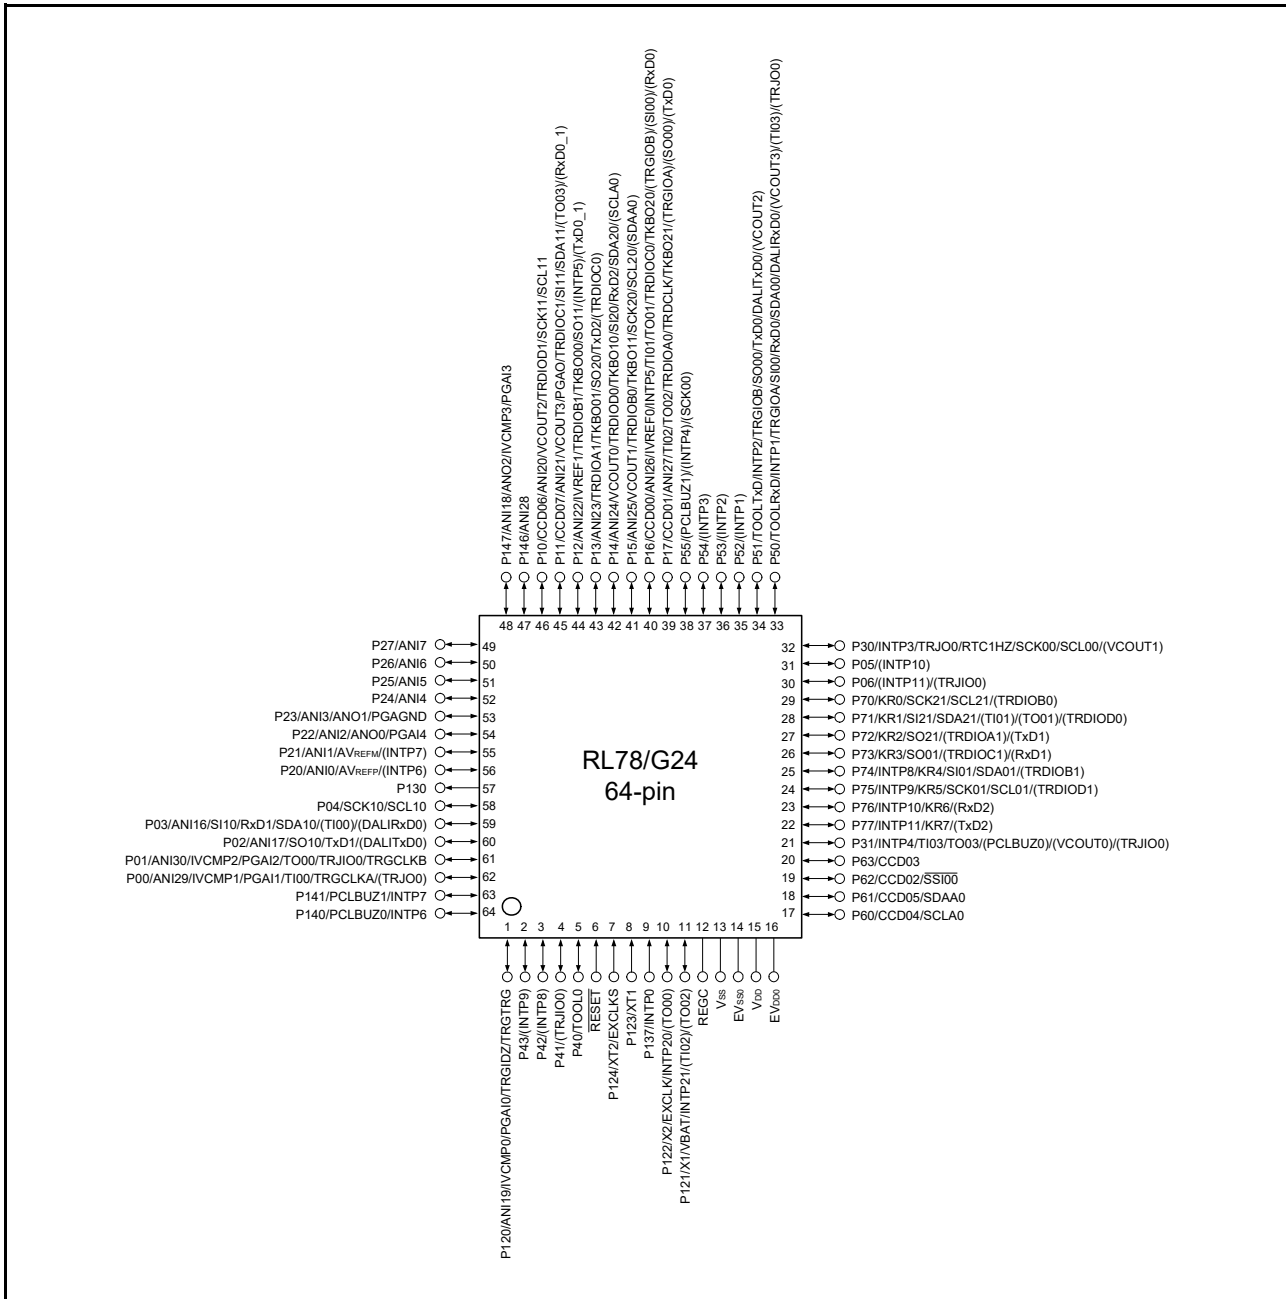 P147/ANI18/ANO2/IVCMP3/PGAI3
P146/ANI28
P10/CCD06/ANI20/VCOUT2/TRDIOD1/SCK11/SCL11
P11/CCD07/ANI21/VCOUT3/PGAO/TRDIOC1/SI11/SDA11/(TO03)/(RxD0_1)
P12/ANI22/IVREF1/TRDIOB1/TKBO00/SO11/(INTP5)/(TxD0_1)
P13/ANI23/TRDIOA1/TKBO01/SO20/TxD2/(TRDIOC0)
P14/ANI24/VCOUT0/TRDIOD0/TKBO10/SI20/RxD2/SDA20/(SCLA0)
P15/ANI25/VCOUT1/TRDIOB0/TKBO11/SCK20/SCL20/(SDAA0)
P16/CCD00/ANI26/IVREF0/INTP5/TI01/TO01/TRDIOC0/TKBO20/(TRGIOB)/(SI00)/(RxD0)
P17/CCD01/ANI27/TI02/TO02/TRDIOA0/TRDCLK/TKBO21/(TRGIOA)/(SO00)/(TxD0)
P55/(PCLBUZ1)/(INTP4)/(SCK00)
P54/(INTP3)
P53/(INTP2)
P52/(INTP1)
P51/TOOLTxD/INTP2/TRGIOB/SO00/TxD0/DALITxD0/(VCOUT2)
P50/TOOLRxD/INTP1/TRGIOA/SI00/RxD0/SDA00/DALIRxD0/(VCOUT3)/(TI03)/(TRJO0)
48 47 46 45 44 43 42 41 40 39 38 37 36 35 34 33
P27/ANI7 49
P26/ANI6 50
P25/ANI5 51
P24/ANI4 52
P23/ANI3/ANO1/PGAGND 53
P22/ANI2/ANO0/PGAI4 54
P21/ANI1/AVREFM/(INTP7) 55
P20/ANI0/AVREFP/(INTP6) 56
P130 57
P04/SCK10/SCL10 58
P03/ANI16/SI10/RxD1/SDA10/(TI00)/(DALIRxD0) 59
P02/ANI17/SO10/TxD1/(DALITxD0) 60
P01/ANI30/IVCMP2/PGAI2/TO00/TRJIO0/TRGCLKB 61
P00/ANI29/IVCMP1/PGAI1/TI00/TRGCLKA/(TRJO0) 62
P141/PCLBUZ1/INTP7 63
P140/PCLBUZ0/INTP6 64
RL78/G24
64-pin
32 P30/INTP3/TRJO0/RTC1HZ/SCK00/SCL00/(VCOUT1)
31 P05/(INTP10)
30 P06/(INTP11)/(TRJIO0)
29 P70/KR0/SCK21/SCL21/(TRDIOB0)
28 P71/KR1/SI21/SDA21/(TI01)/(TO01)/(TRDIOD0)
27 P72/KR2/SO21/(TRDIOA1)/(TxD1)
26 P73/KR3/SO01/(TRDIOC1)/(RxD1)
25 P74/INTP8/KR4/SI01/SDA01/(TRDIOB1)
24 P75/INTP9/KR5/SCK01/SCL01/(TRDIOD1)
23 P76/INTP10/KR6/(RxD2)
22 P77/INTP11/KR7/(TxD2)
21 P31/INTP4/TI03/TO03/(PCLBUZ0)/(VCOUT0)/(TRJIO0)
20 P63/CCD03
19 P62/CCD02/SSI00
18 P61/CCD05/SDAA0
17 P60/CCD04/SCLA0
1 2 3 4 5 6 7 8 9 10 11 12 13 14 15 16
P120/ANI19/IVCMP0/PGAI0/TRGIDZ/TRGTRG
P43/(INTP9)
P42/(INTP8)
P41/(TRJIO0)
P40/TOOL0
RESET
P124/XT2/EXCLKS
P123/XT1
P137/INTP0
P122/X2/EXCLK/INTP20/(TO00)
P121/X1/VBAT/INTP21/(TI02)/(TO02)
REGC
VSS
EVSS0
VDD
EVDD0